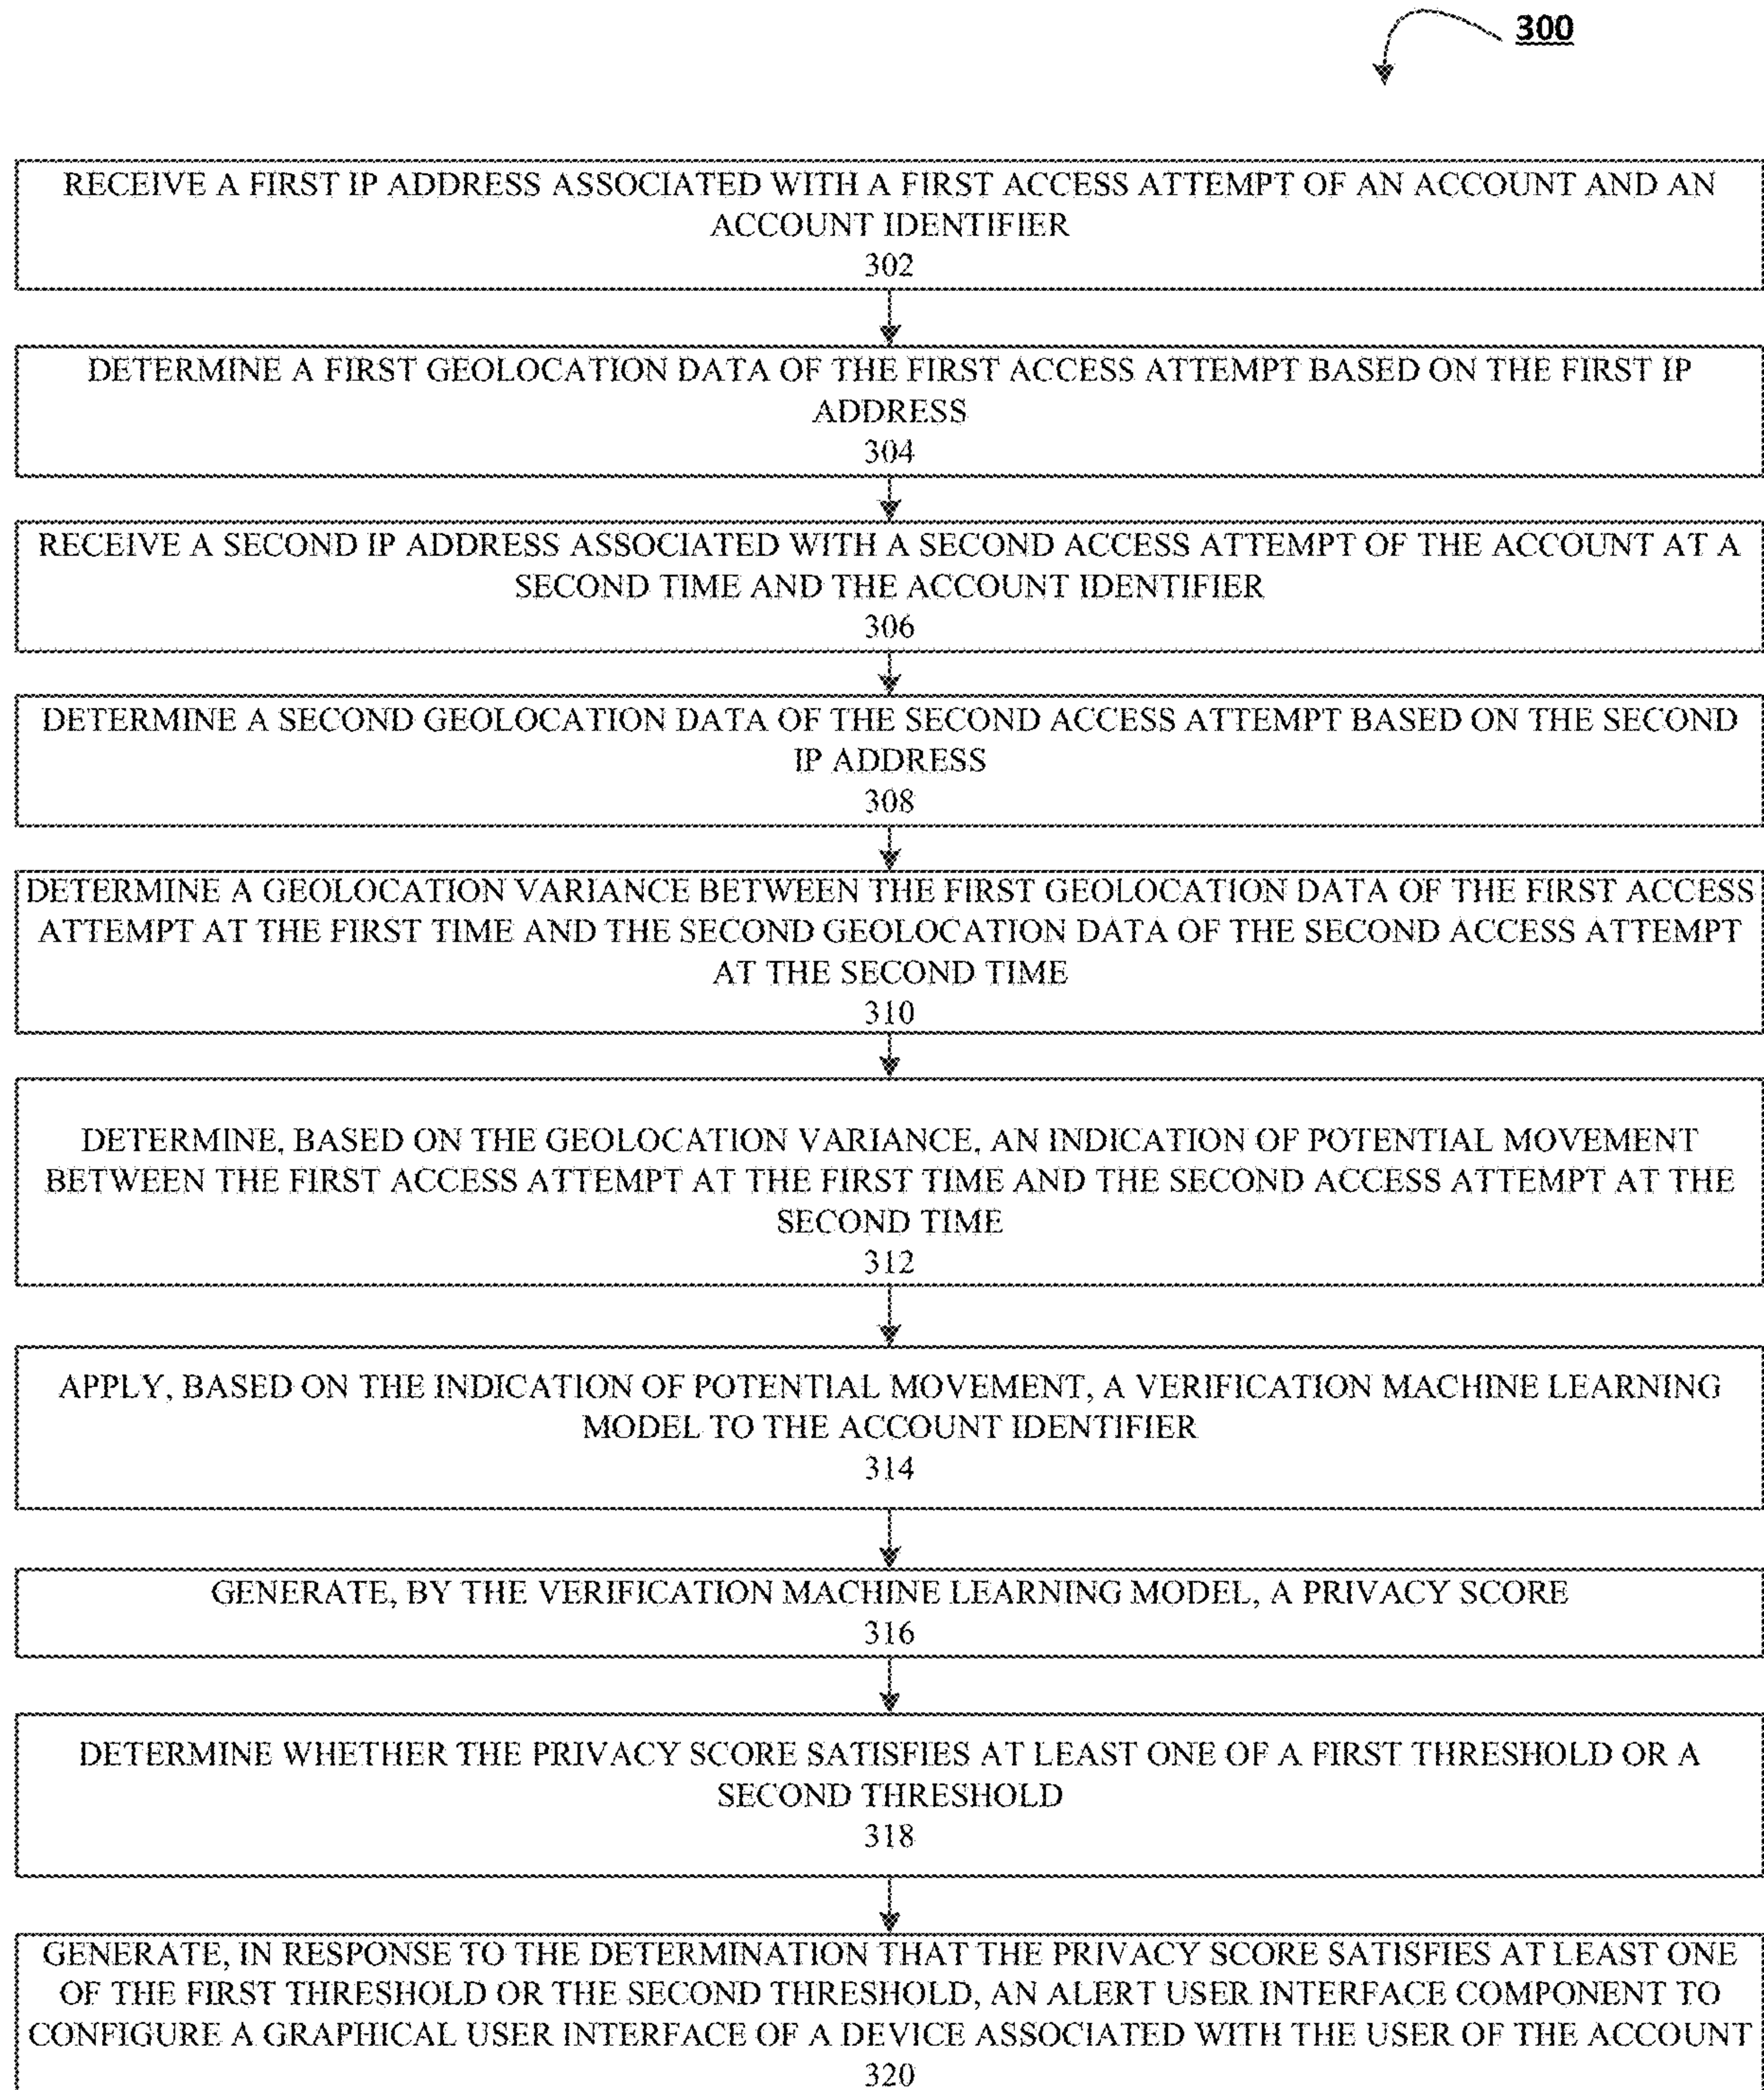 300
RECEIVE A FIRST IP ADDRESS ASSOCIATED WITH A FIRST ACCESS ATTEMPT OF AN ACCOUNT AND AN
ACCOUNT IDENTIFIER
302
DETERMINE A FIRST GEOLOCATION DATA OF THE FIRST ACCESS ATTEMPT BASED ON THE FIRST IP
ADDRESS
304
RECEIVE A SECOND IP ADDRESS ASSOCIATED WITH A SECOND ACCESS ATTEMPT OF THE ACCOUNT AT A
SECOND TIME AND THE ACCOUNT IDENTIFIER
306
DETERMINE A SECOND GEOLOCATION DATA OF THE SECOND ACCESS ATTEMPT BASED ON THE SECOND
IP ADDRESS
308
DETERMINE A GEOLOCATION VARIANCE BETWEEN THE FIRST GEOLOCATION DATA OF THE FIRST ACCESS
ATTEMPT AT THE FIRST TIME AND THE SECOND GEOLOCATION DATA OF THE SECOND ACCESS ATTEMPT
AT THE SECOND TIME
310
DETERMINE, BASED ON THE GEOLOCATION VARIANCE, AN INDICATION OF POTENTIAL MOVEMENT
BETWEEN THE FIRST ACCESS ATTEMPT AT THE FIRST TIME AND THE SECOND ACCESS ATTEMPT AT THE
SECOND TIME
312
APPLY, BASED ON THE INDICATION OF POTENTIAL MOVEMENT, A VERIFICATION MACHINE LEARNING
MODEL TO THE ACCOUNT IDENTIFIER
314
GENERATE, BY THE VERIFICATION MACHINE LEARNING MODEL, A PRIVACY SCORE
316
DETERMINE WHETHER THE PRIVACY SCORE SATISFIES AT LEAST ONE OF A FIRST THRESHOLD OR A
SECOND THRESHOLD
318
GENERATE, IN RESPONSE TO THE DETERMINATION THAT THE PRIVACY SCORE SATISFIES AT LEAST ONE
OF THE FIRST THRESHOLD OR THE SECOND THRESHOLD, AN ALERT USER INTERFACE COMPONENT TO
CONFIGURE A GRAPHICAL USER INTERFACE OF A DEVICE ASSOCIATED WITH THE USER OF THE ACCOUNT
320